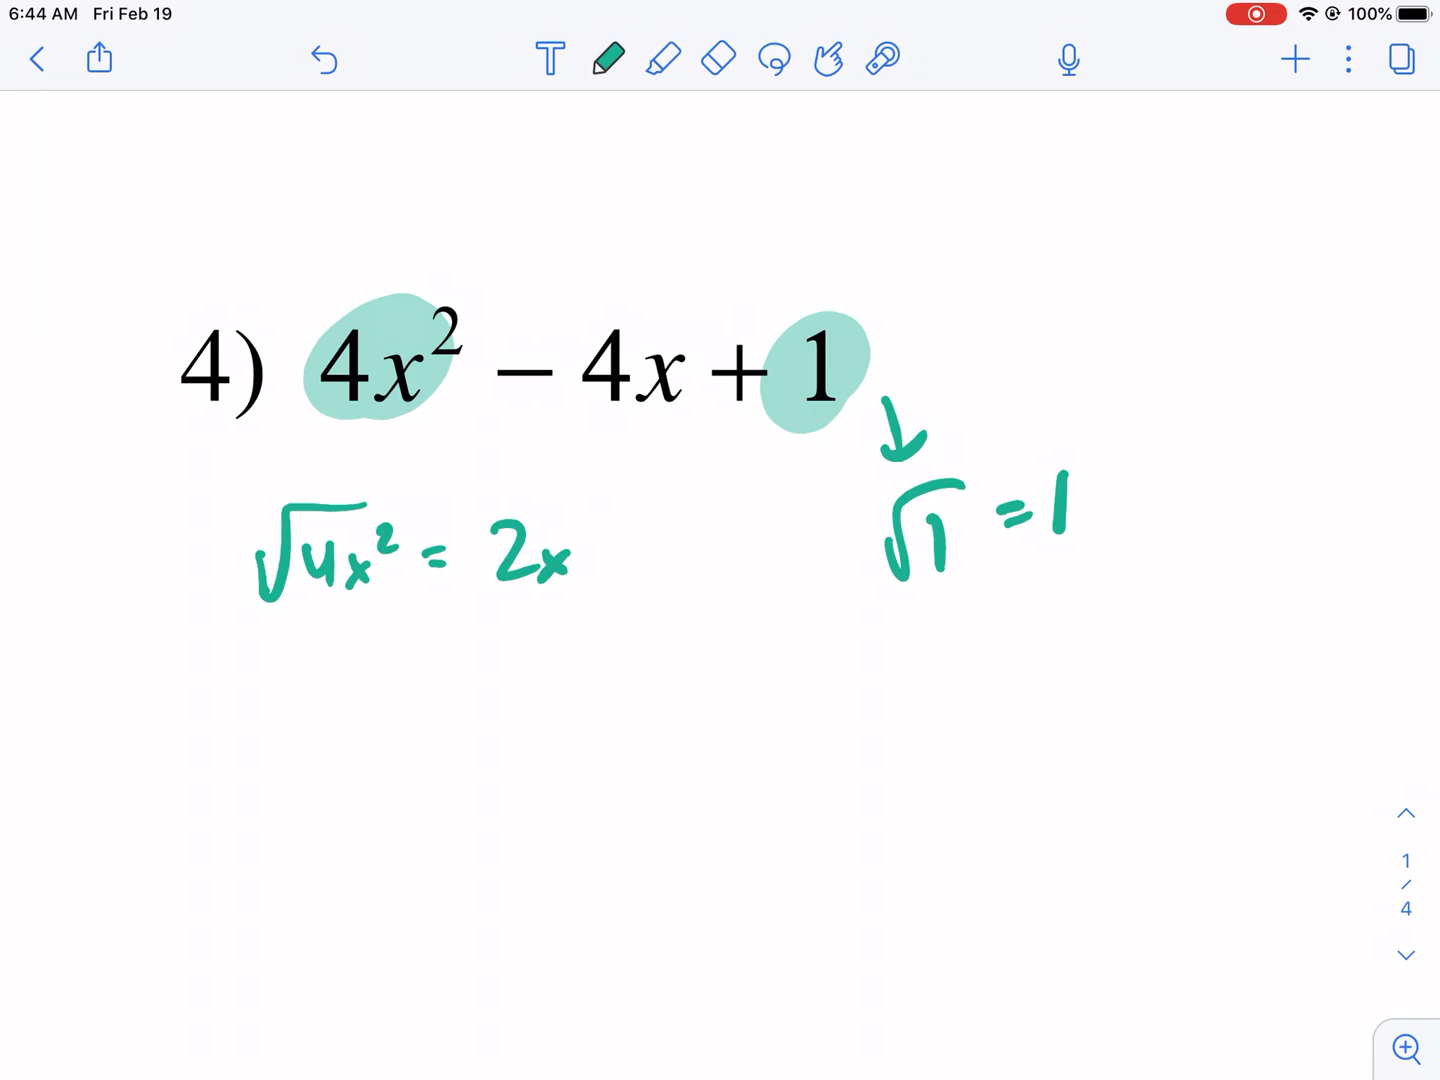 6:44 AM Fri Feb 19 100%
4) 4x² − 4x + 1
√4x² = 2x
√1 = 1
1
/
4